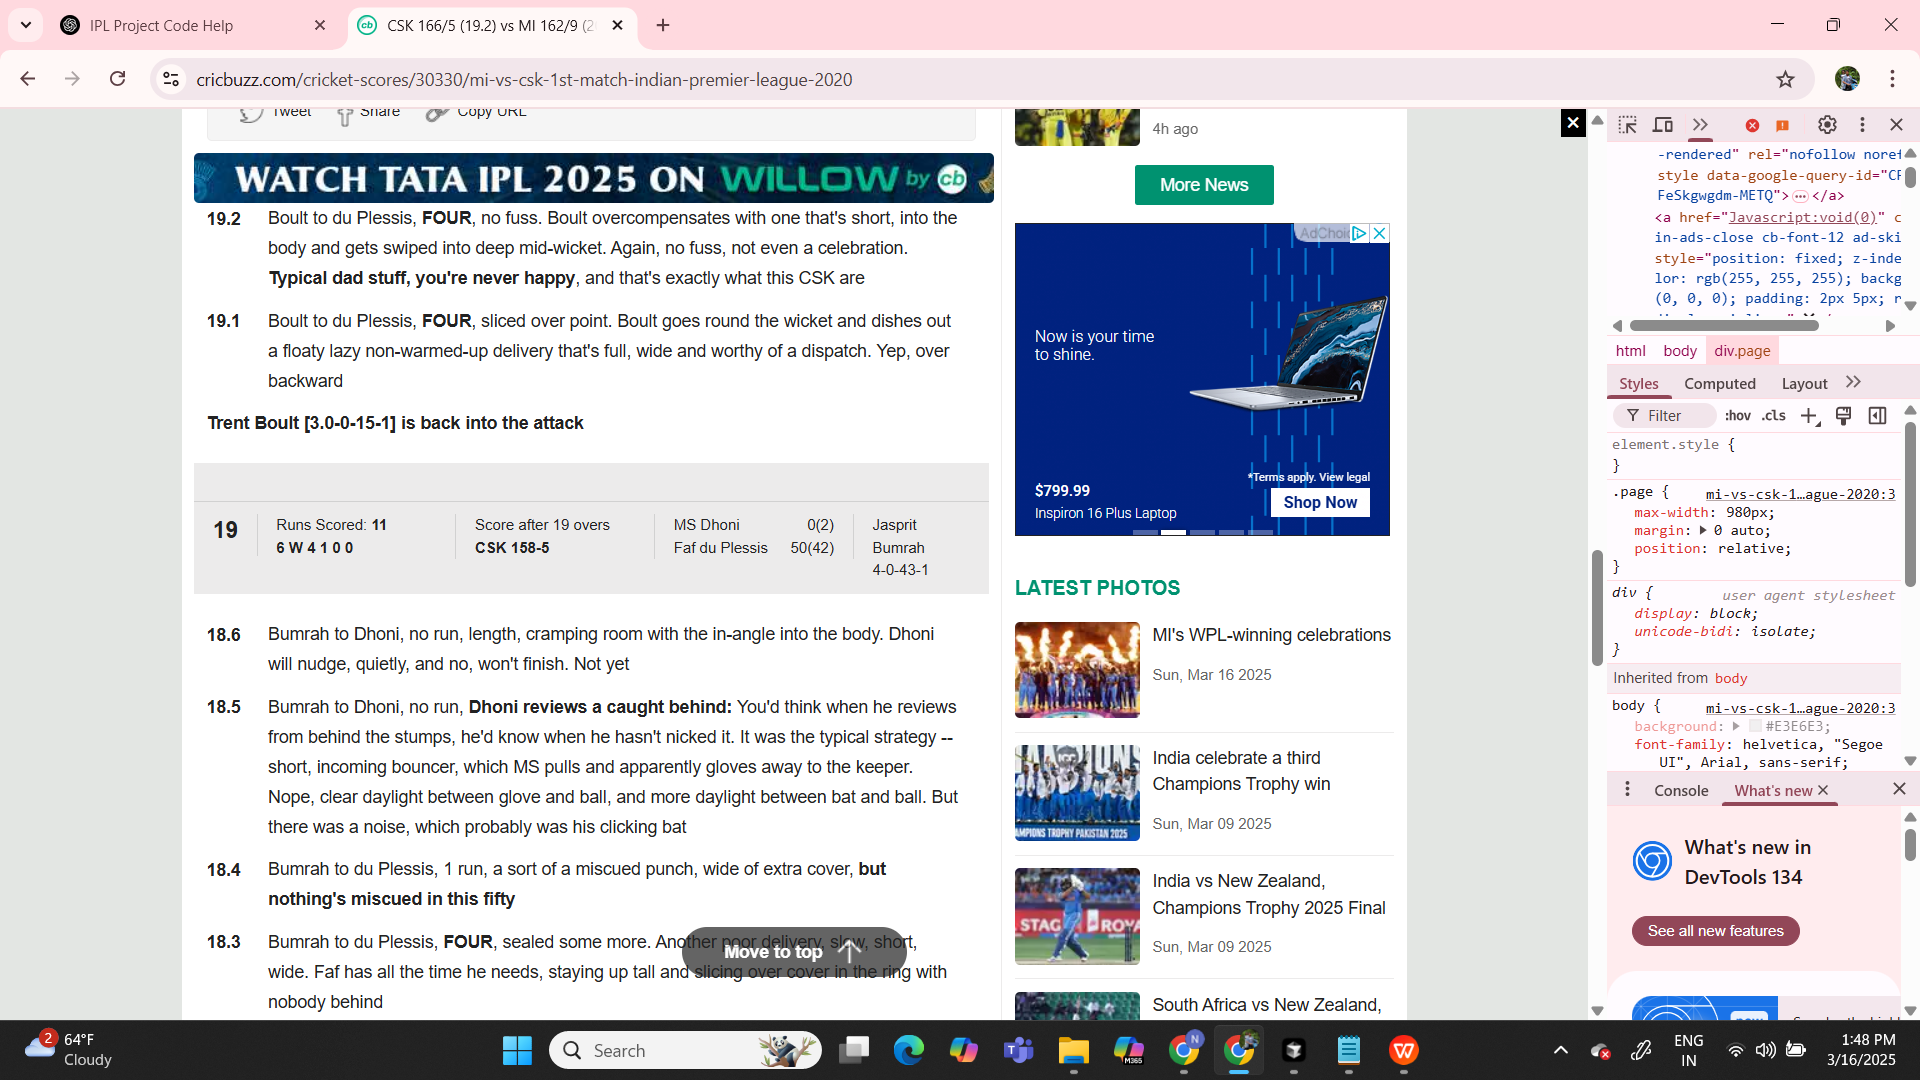 IPL Project Code Help
CSK 166/5 (19.2) vs MI 162/9 (2
cricbuzz.com/cricket-scores/30330/mi-vs-csk-1st-match-indian-premier-league-2020
Tweet
Share
Copy URL
WATCH TATA IPL 2025 ON WILLOW by cb
19.2 Boult to du Plessis, FOUR, no fuss. Boult overcompensates with one that's short, into the
body and gets swiped into deep mid-wicket. Again, no fuss, not even a celebration.
Typical dad stuff, you're never happy, and that's exactly what this CSK are
19.1 Boult to du Plessis, FOUR, sliced over point. Boult goes round the wicket and dishes out
a floaty lazy non-warmed-up delivery that's full, wide and worthy of a dispatch. Yep, over
backward
Trent Boult [3.0-0-15-1] is back into the attack
19
Runs Scored: 11
6 W 4 1 0 0
Score after 19 overs
CSK 158-5
MS Dhoni 0(2)
Faf du Plessis 50(42)
Jasprit
Bumrah
4-0-43-1
18.6 Bumrah to Dhoni, no run, length, cramping room with the in-angle into the body. Dhoni
will nudge, quietly, and no, won't finish. Not yet
18.5 Bumrah to Dhoni, no run, Dhoni reviews a caught behind: You'd think when he reviews
from behind the stumps, he'd know when he hasn't nicked it. It was the typical strategy --
short, incoming bouncer, which MS pulls and apparently gloves away to the keeper.
Nope, clear daylight between glove and ball, and more daylight between bat and ball. But
there was a noise, which probably was his clicking bat
18.4 Bumrah to du Plessis, 1 run, a sort of a miscued punch, wide of extra cover, but
nothing's miscued in this fifty
18.3 Bumrah to du Plessis, FOUR, sealed some more. Another poor delivery, slow, short,
wide. Faf has all the time he needs, staying up tall and slicing over cover in the ring with
nobody behind
Move to top
4h ago
More News
AdChoic
Now is your time
to shine.
*Terms apply. View legal
$799.99
Inspiron 16 Plus Laptop
Shop Now
LATEST PHOTOS
MI's WPL-winning celebrations
Sun, Mar 16 2025
India celebrate a third
Champions Trophy win
Sun, Mar 09 2025
AMPIONS TROPHY PAKISTAN 2025
India vs New Zealand,
Champions Trophy 2025 Final
Sun, Mar 09 2025
STAG
ROYA
South Africa vs New Zealand,
-rendered" rel="nofollow noref
style data-google-query-id="CF
FeSkgwgdm-METQ"> </a>
<a href="Javascript:void(0)" c
in-ads-close cb-font-12 ad-ski
style="position: fixed; z-inde
lor: rgb(255, 255, 255); backg
(0, 0, 0); padding: 2px 5px; r
html body div.page
Styles Computed Layout
Filter :hov .cls
element.style {
}
.page { mi-vs-csk-1…ague-2020:3
max-width: 980px;
margin: 0 auto;
position: relative;
}
div { user agent stylesheet
display: block;
unicode-bidi: isolate;
}
Inherited from body
body { mi-vs-csk-1…ague-2020:3
background: #E3E6E3;
font-family: helvetica, "Segoe
UI", Arial, sans-serif;
Console What's new
What's new in
DevTools 134
See all new features
new
2
64°F
Cloudy
Search
M365
N
ENG
IN
1:48 PM
3/16/2025